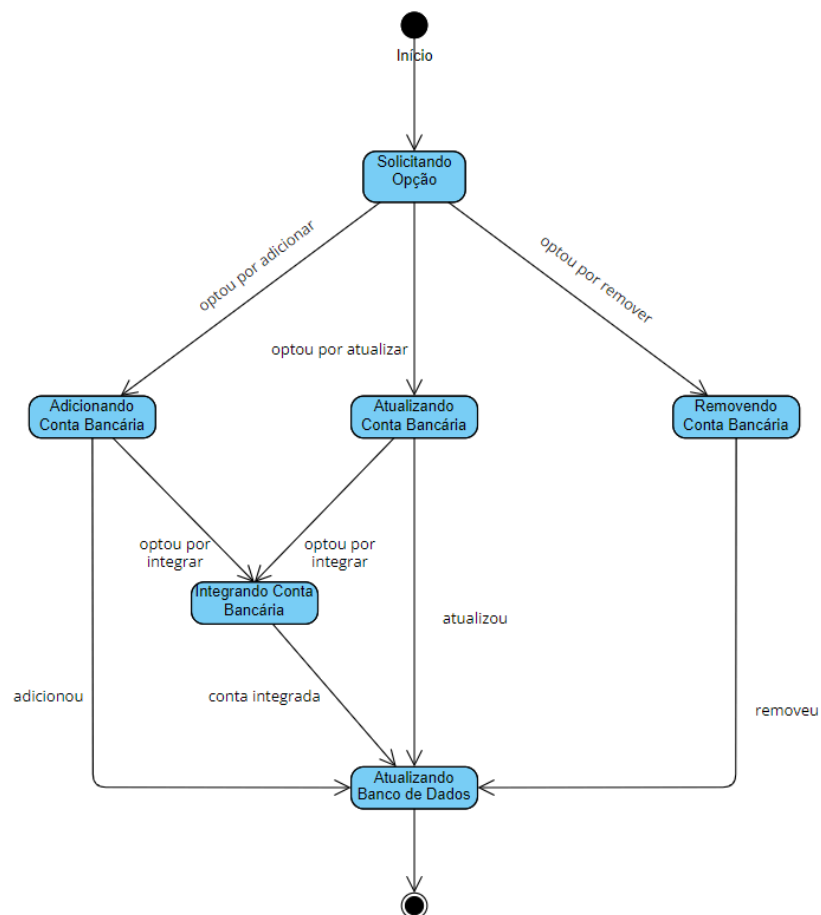 Início
Solicitando
Opção
optou por adicionar
optou por remover
optou por atualizar
Adicionando
Conta Bancária
Atualizando
Conta Bancária
Removendo
Conta Bancária
optou por
integrar
optou por
integrar
Integrando Conta
Bancária
atualizou
adicionou
conta integrada
removeu
Atualizando
Banco de Dados